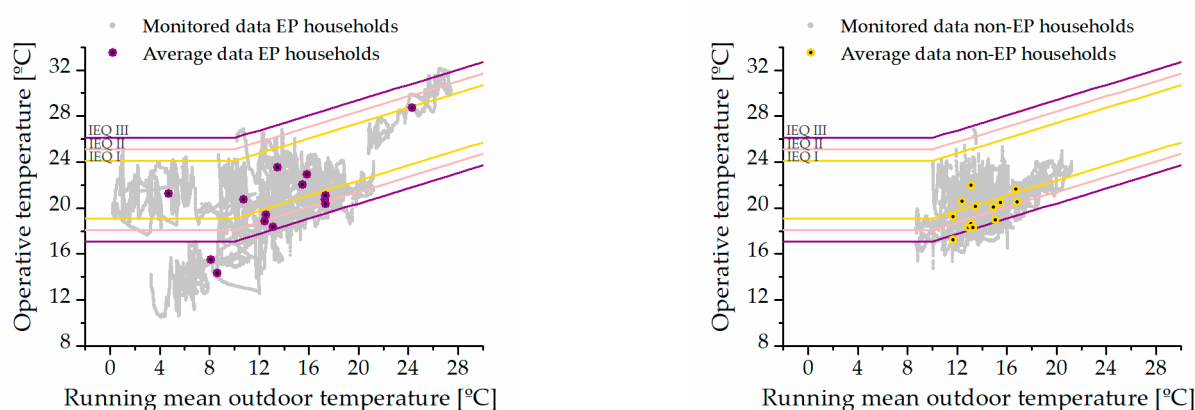 Monitored data EP households
Average data EP households
Operative temperature [ºC]
32
28
24
20
16
12
8
IEQ III
IEQ II
IEQ I
0 4 8 12 16 20 24 28
Running mean outdoor temperature [ºC]
Monitored data non-EP households
Average data non-EP households
Operative temperature [ºC]
32
28
24
20
16
12
8
IEQ III
IEQ II
IEQ I
0 4 8 12 16 20 24 28
Running mean outdoor temperature [ºC]